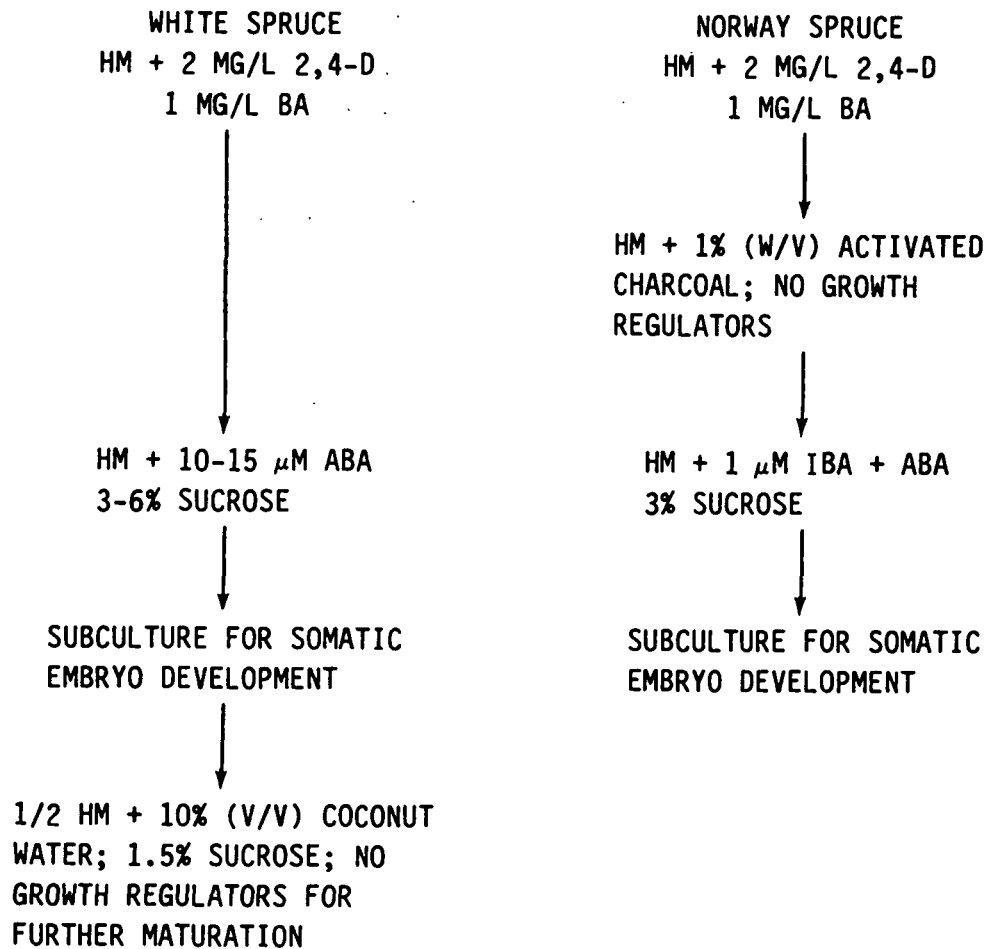 WHITE SPRUCE
HM + 2 MG/L 2,4-D
1 MG/L BA
HM + 10-15 μM ABA
3-6% SUCROSE
SUBCULTURE FOR SOMATIC
EMBRYO DEVELOPMENT
1/2 HM + 10% (V/V) COCONUT
WATER; 1.5% SUCROSE; NO
GROWTH REGULATORS FOR
FURTHER MATURATION
NORWAY SPRUCE
HM + 2 MG/L 2,4-D
1 MG/L BA
HM + 1% (W/V) ACTIVATED
CHARCOAL; NO GROWTH
REGULATORS
HM + 1 μM IBA + ABA
3% SUCROSE
SUBCULTURE FOR SOMATIC
EMBRYO DEVELOPMENT